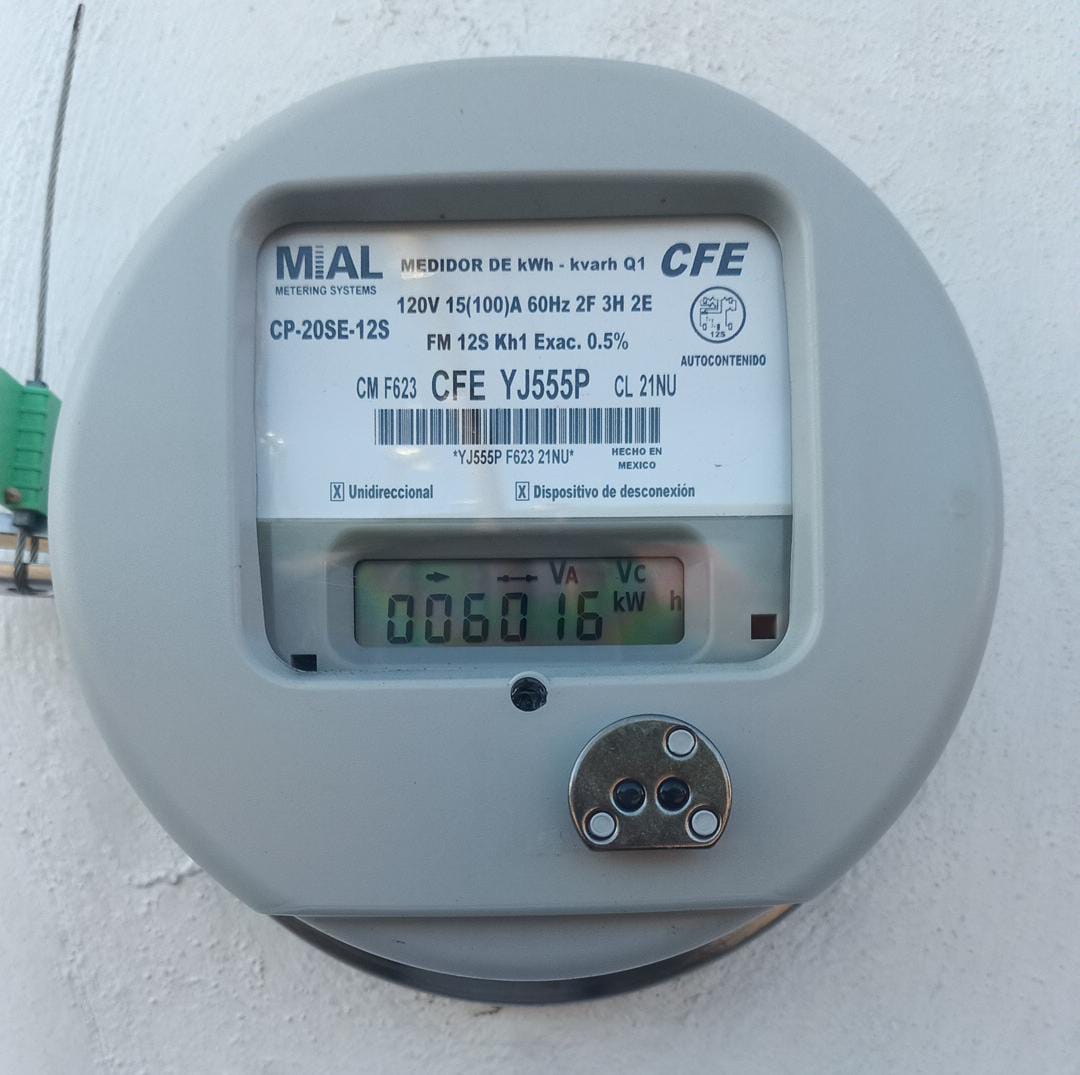 MIAL
METERING SYSTEMS
MEDIDOR DE kWh - kvarh Q1
CFE
120V 15(100)A 60Hz 2F 3H 2E
CP-20SE-12S
FM 12S Kh1 Exac. 0.5%
12S
AUTOCONTENIDO
CM F623 CFE YJ555P CL 21NU
*YJ555P F623 21NU*
HECHO EN
MEXICO
X Unidireccional
X Dispositivo de desconexión
VA VC
006016 kW h